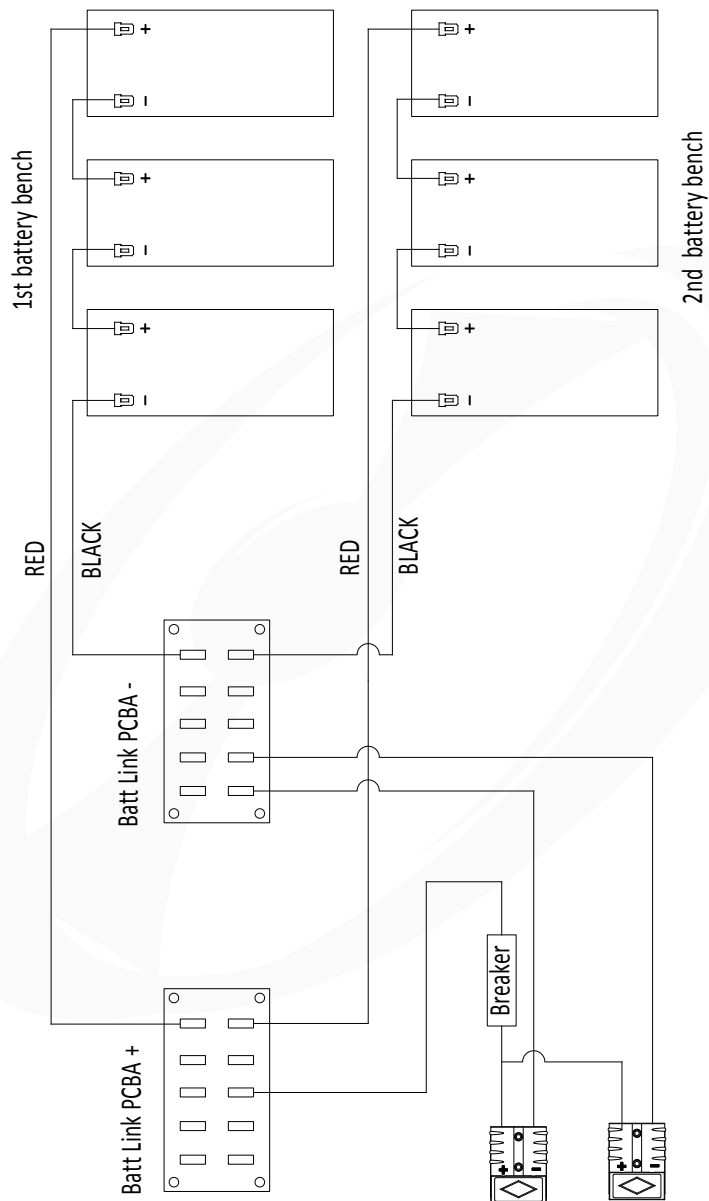 1st battery bench
2nd  battery bench
+
+
-
-
+
+
-
-
+
+
-
-
RED
BLACK
RED
BLACK
Batt Link PCBA -
Batt Link PCBA +
Breaker
+
-
+
-